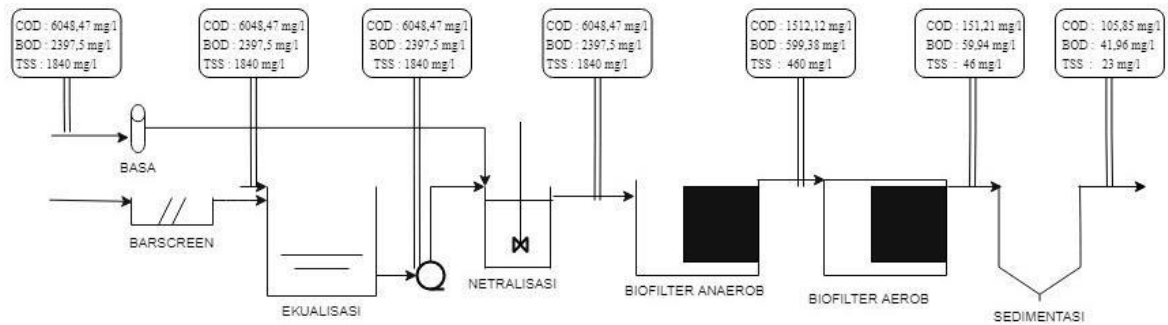 COD : 6048,47 mg/l
BOD : 2397,5 mg/l
TSS : 1840 mg/l
COD : 6048,47 mg/l
BOD : 2397,5 mg/l
TSS : 1840 mg/l
COD : 6048,47 mg/l
BOD : 2397,5 mg/l
TSS : 1840 mg/l
COD : 6048,47 mg/l
BOD : 2397,5 mg/l
TSS : 1840 mg/l
COD : 1512,12 mg/l
BOD : 599,38 mg/l
TSS : 460 mg/l
COD : 151,21 mg/l
BOD : 59,94 mg/l
TSS : 46 mg/l
COD : 105,85 mg/l
BOD : 41,96 mg/l
TSS : 23 mg/l
BASA
BARSCREEN
EKUALISASI
NETRALISASI
BIOFILTER ANAEROB
BIOFILTER AEROB
SEDIMENTASI